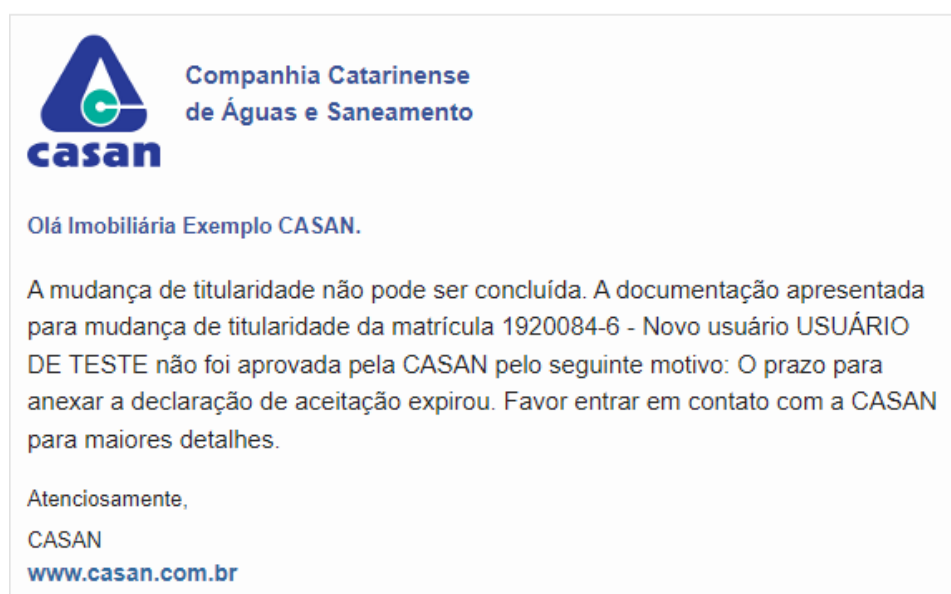 Companhia Catarinense
de Águas e Saneamento
casan
Olá Imobiliária Exemplo CASAN.
A mudança de titularidade não pode ser concluída. A documentação apresentada
para mudança de titularidade da matrícula 1920084-6 - Novo usuário USUÁRIO
DE TESTE não foi aprovada pela CASAN pelo seguinte motivo: O prazo para
anexar a declaração de aceitação expirou. Favor entrar em contato com a CASAN
para maiores detalhes.
Atenciosamente,
CASAN
www.casan.com.br